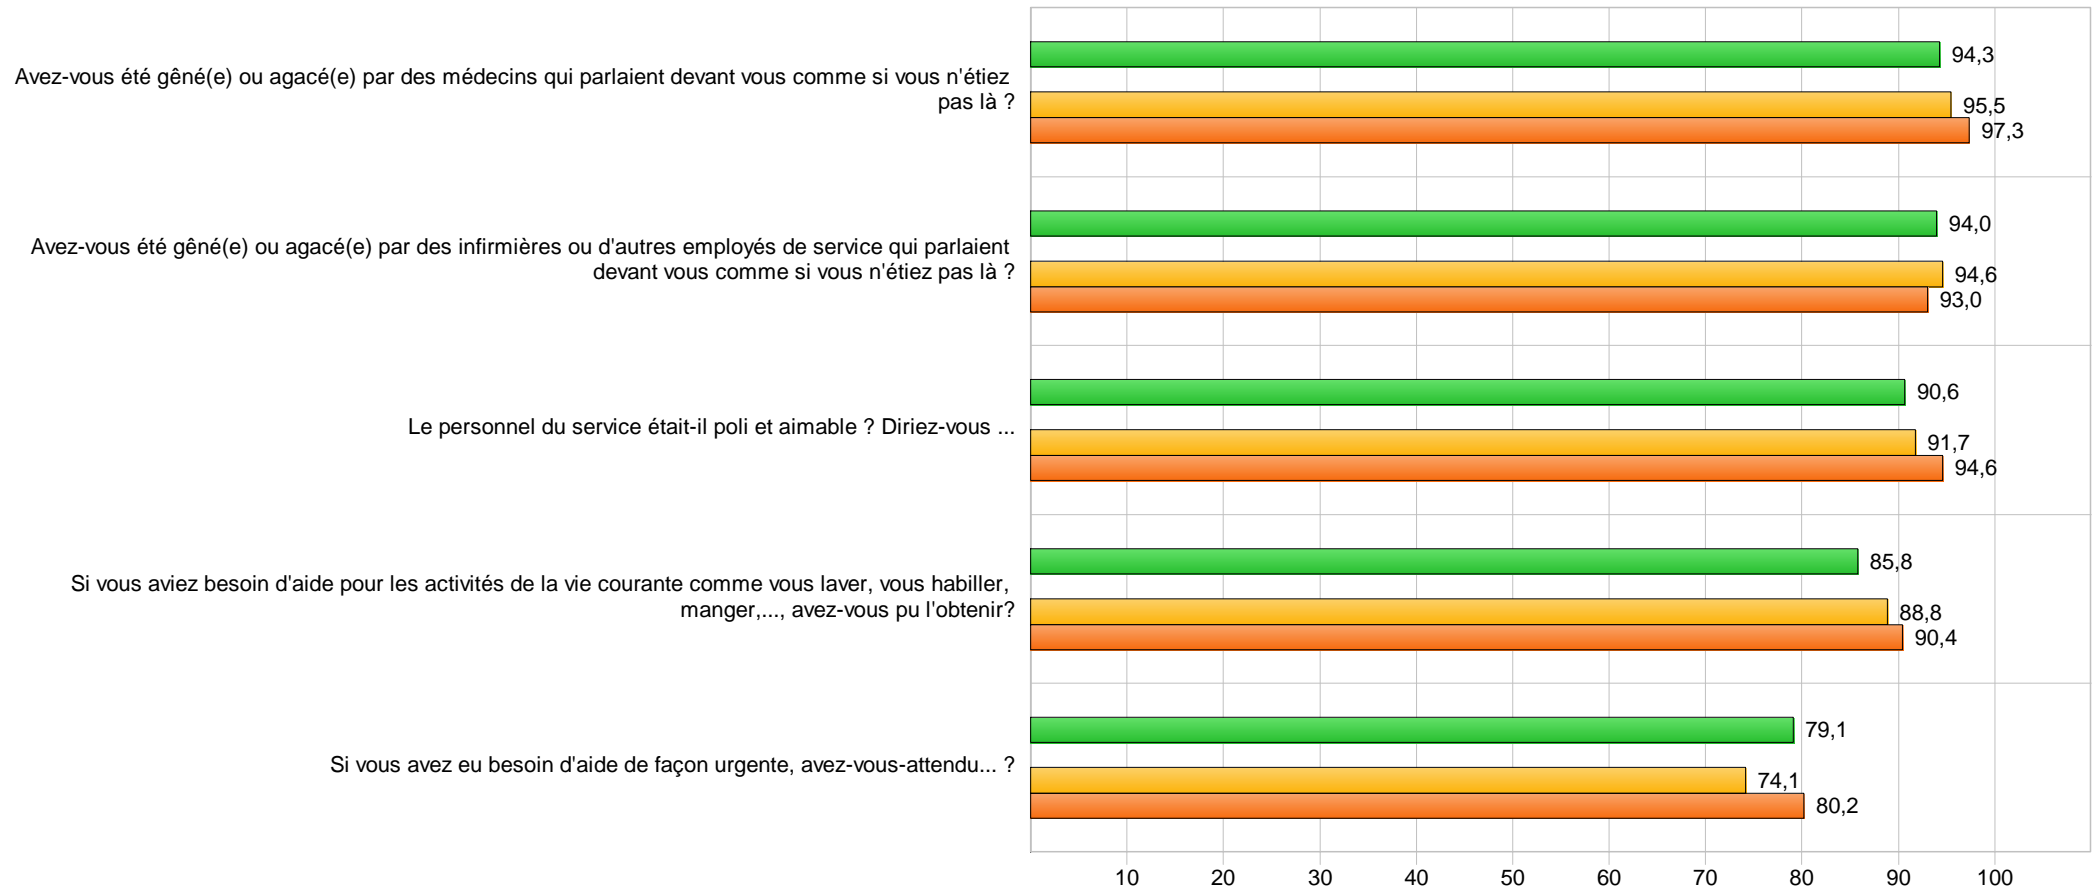 Avez-vous été gêné(e) ou agacé(e) par des médecins qui parlaient devant vous comme si vous n'étiez
pas là ?
94,3
95,5
97,3
Avez-vous été gêné(e) ou agacé(e) par des infirmières ou d'autres employés de service qui parlaient
devant vous comme si vous n'étiez pas là ?
94,0
94,6
93,0
Le personnel du service était-il poli et aimable ? Diriez-vous ...
90,6
91,7
94,6
Si vous aviez besoin d'aide pour les activités de la vie courante comme vous laver, vous habiller,
manger,..., avez-vous pu l'obtenir?
85,8
88,8
90,4
Si vous avez eu besoin d'aide de façon urgente, avez-vous-attendu... ?
79,1
74,1
80,2
10 20 30 40 50 60 70 80 90 100